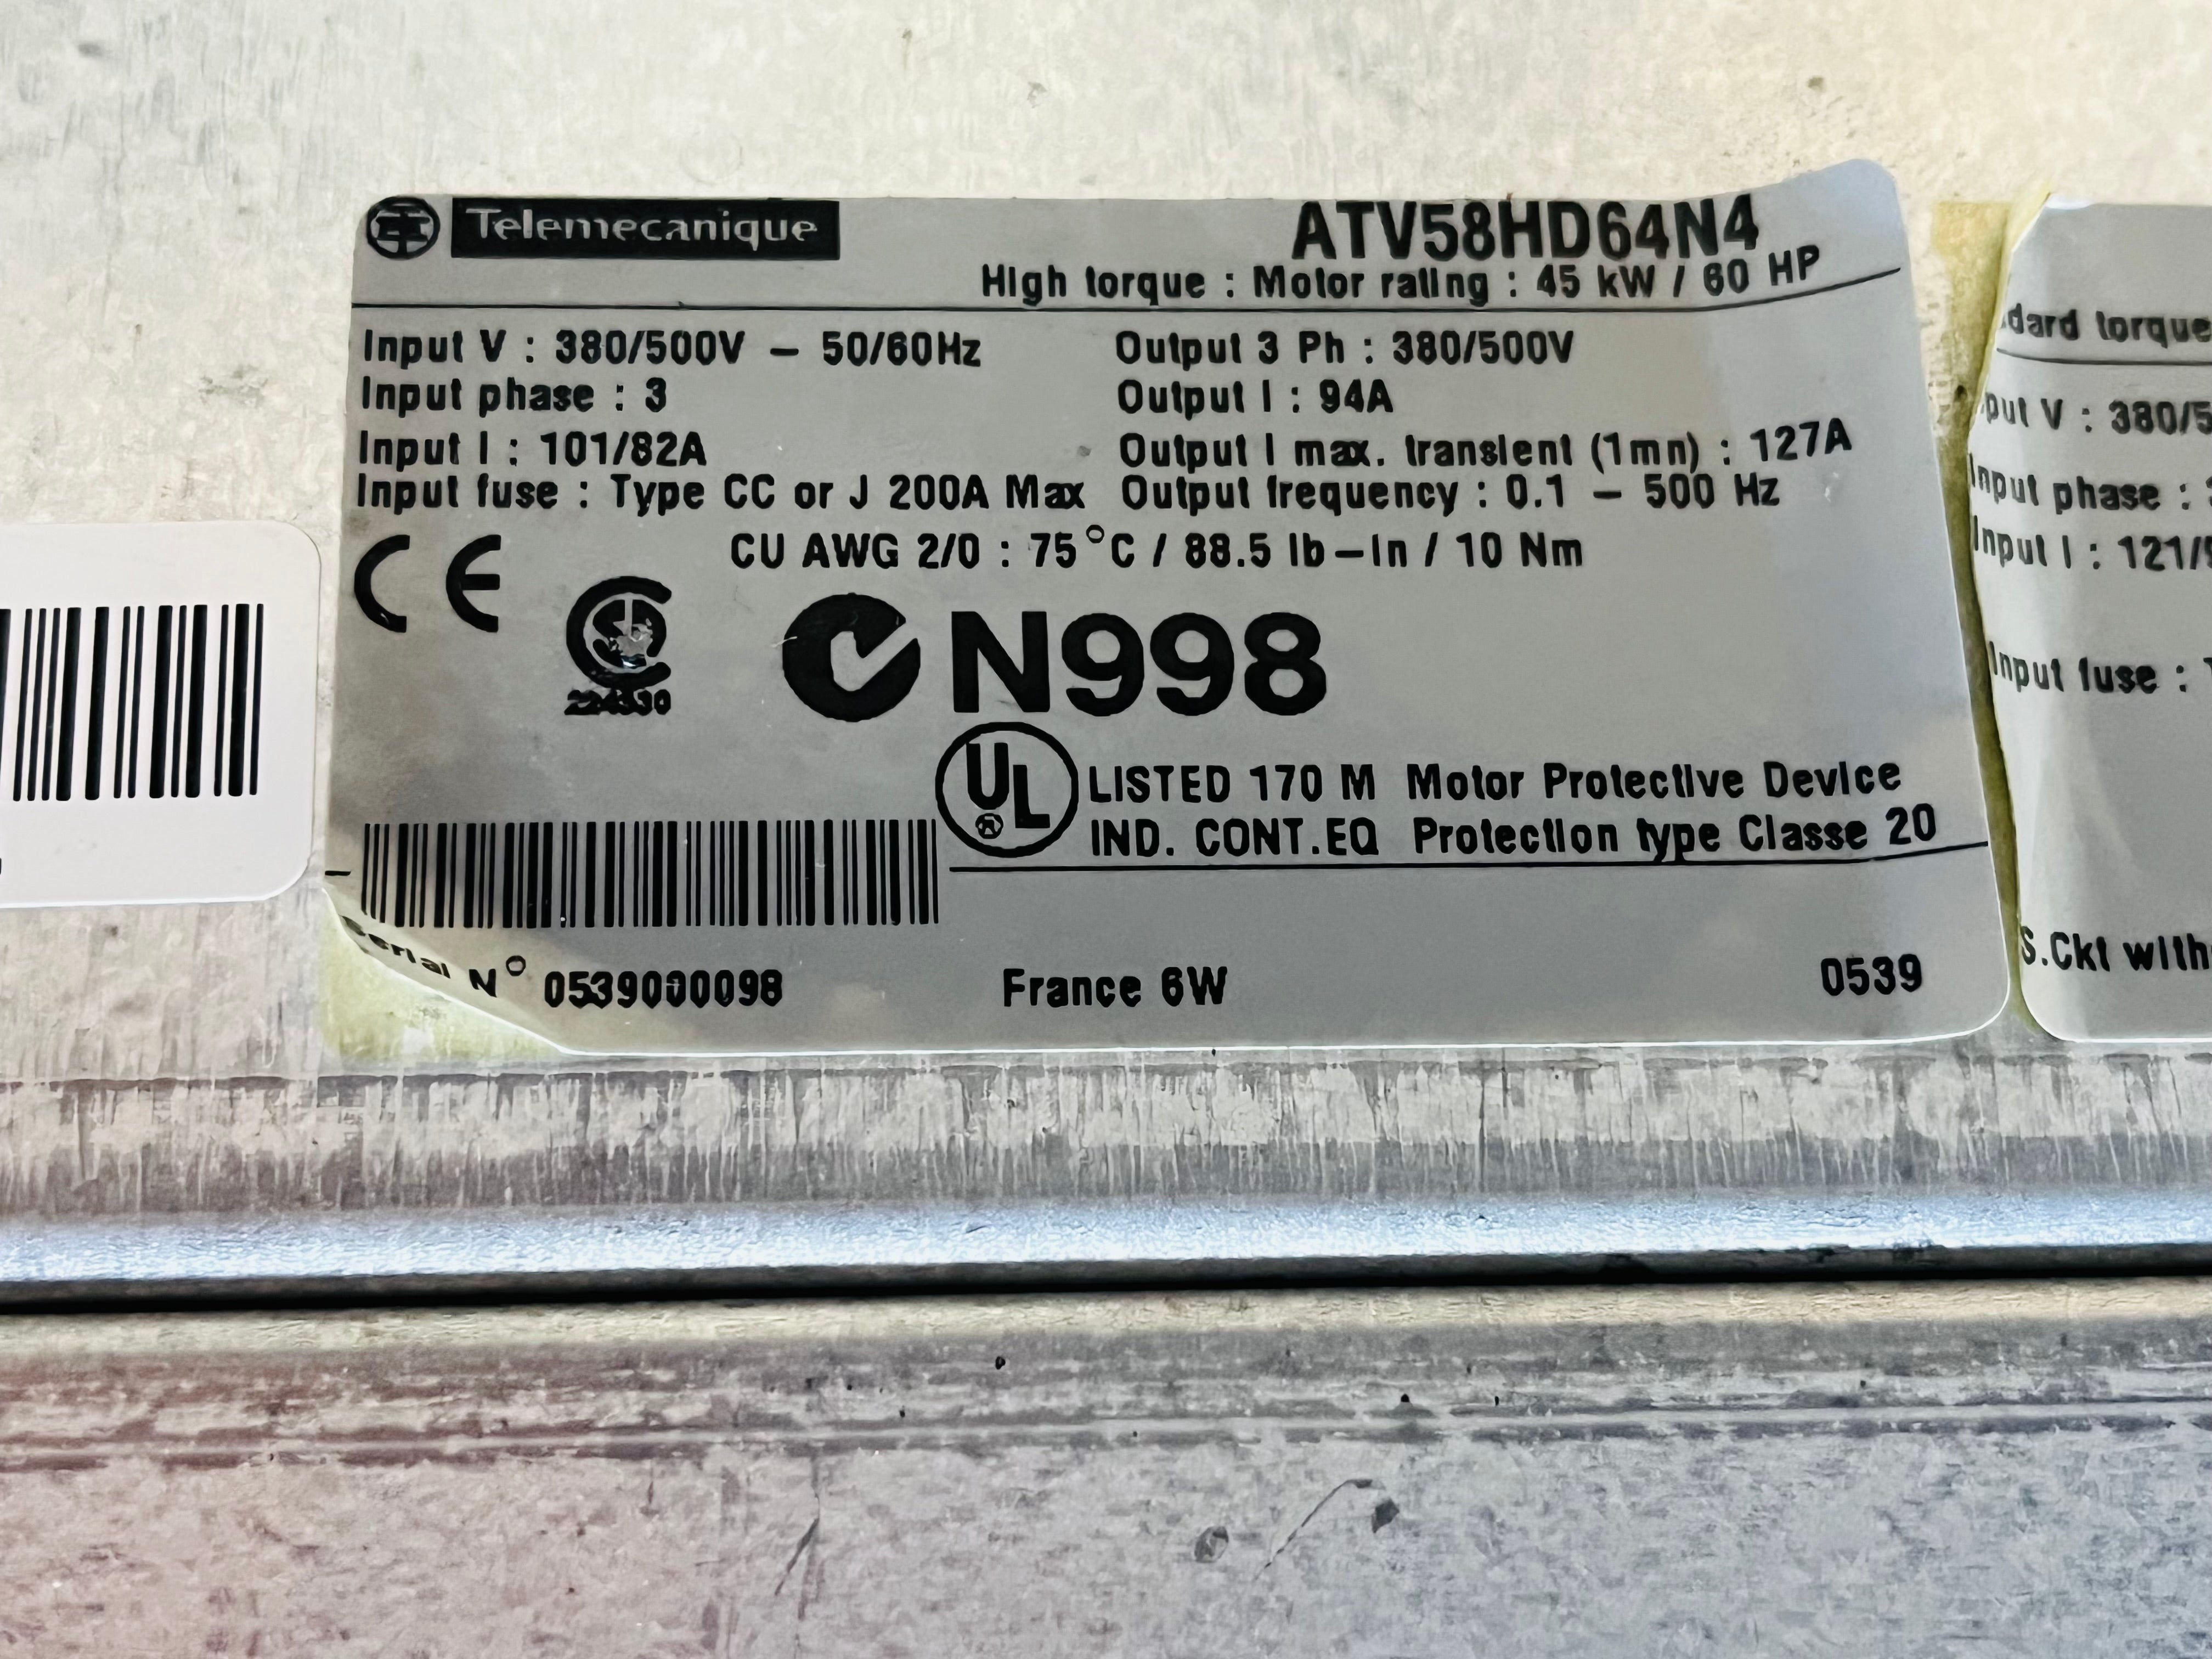 Telemecanique
ATV58HD64N4
High torque : Motor rating : 45 kW / 60 HP
Input V : 380/500V – 50/60Hz
Output 3 Ph : 380/500V
Input phase : 3
Output I : 94A
Input I : 101/82A
Output I max. transient (1mn) : 127A
Input fuse : Type CC or J 200A Max
Output frequency : 0.1 – 500 Hz
CU AWG 2/0 : 75°C / 88.5 lb–in / 10 Nm
CE
N998
UL
LISTED 170 M Motor Protective Device
IND. CONT.EQ Protection type Classe 20
Serial N° 0539000098
France 6W
0539
dard torque
put V : 380/5
Input phase :
Input I : 121/
Input fuse :
S.Ckt with